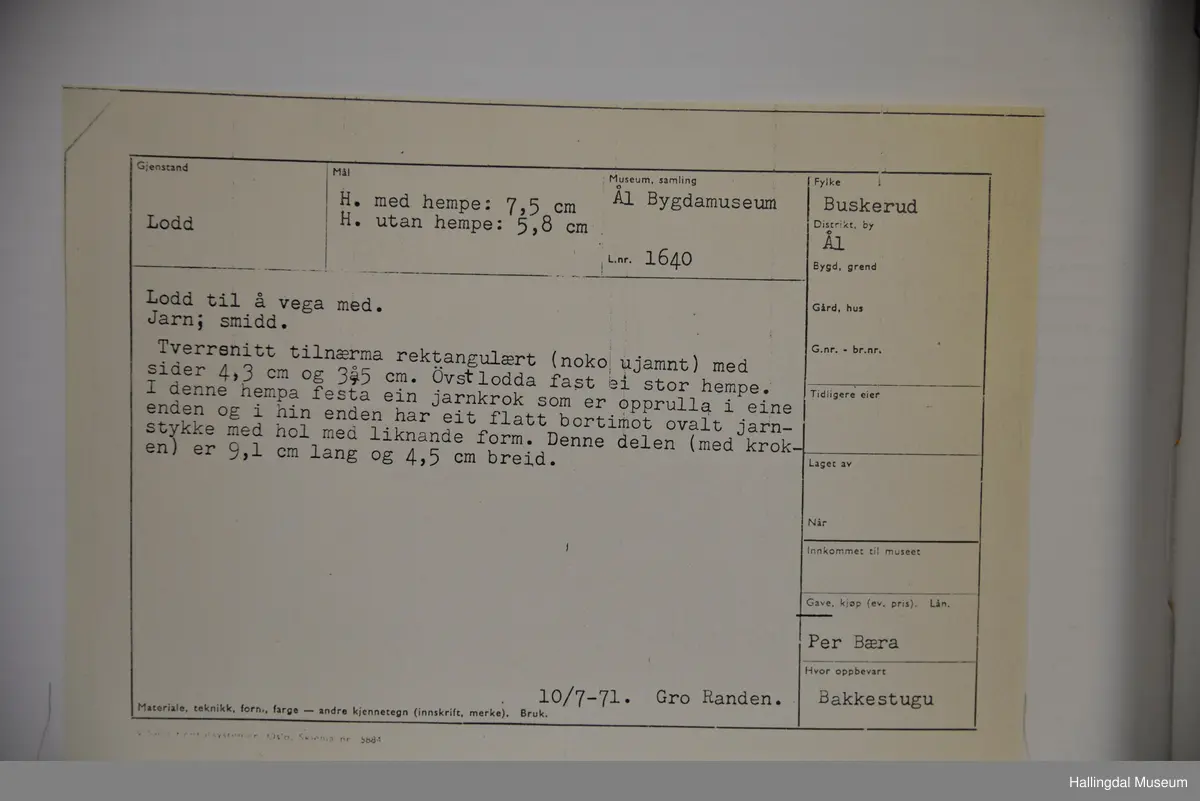 Gjenstand
Lodd
Mål
H. med hempe: 7,5 cm
H. utan hempe: 5,8 cm
Museum, samling
Ål Bygdamuseum
L.nr. 1640
Fylke
Buskerud
Distrikt, by
Ål
Bygd, grend
Gård, hus
G.nr. - br.nr.
Tidligere eier
Laget av
Når
Innkommet til museet
Gave, kjøp (ev. pris). Lån.
Per Bæra
Hvor oppbevart
Bakkestugu
Lodd til å vega med.
Jarn; smidd.
Tverrsnitt tilnærma rektangulært (noko ujamnt) med
sider 4,3 cm og 3,5 cm. Övst lodda fast ei stor hempe.
I denne hempa festa ein jarnkrok som er opprulla i eine
enden og i hin enden har eit flatt bortimot ovalt jarn-
stykke med hol med liknande form. Denne delen (med krok-
en) er 9,1 cm lang og 4,5 cm breid.
10/7-71. Gro Randen.
Materiale, teknikk, form, farge — andre kjennetegn (innskrift, merke). Bruk.
Oslo. Skjema nr.
Hallingdal Museum